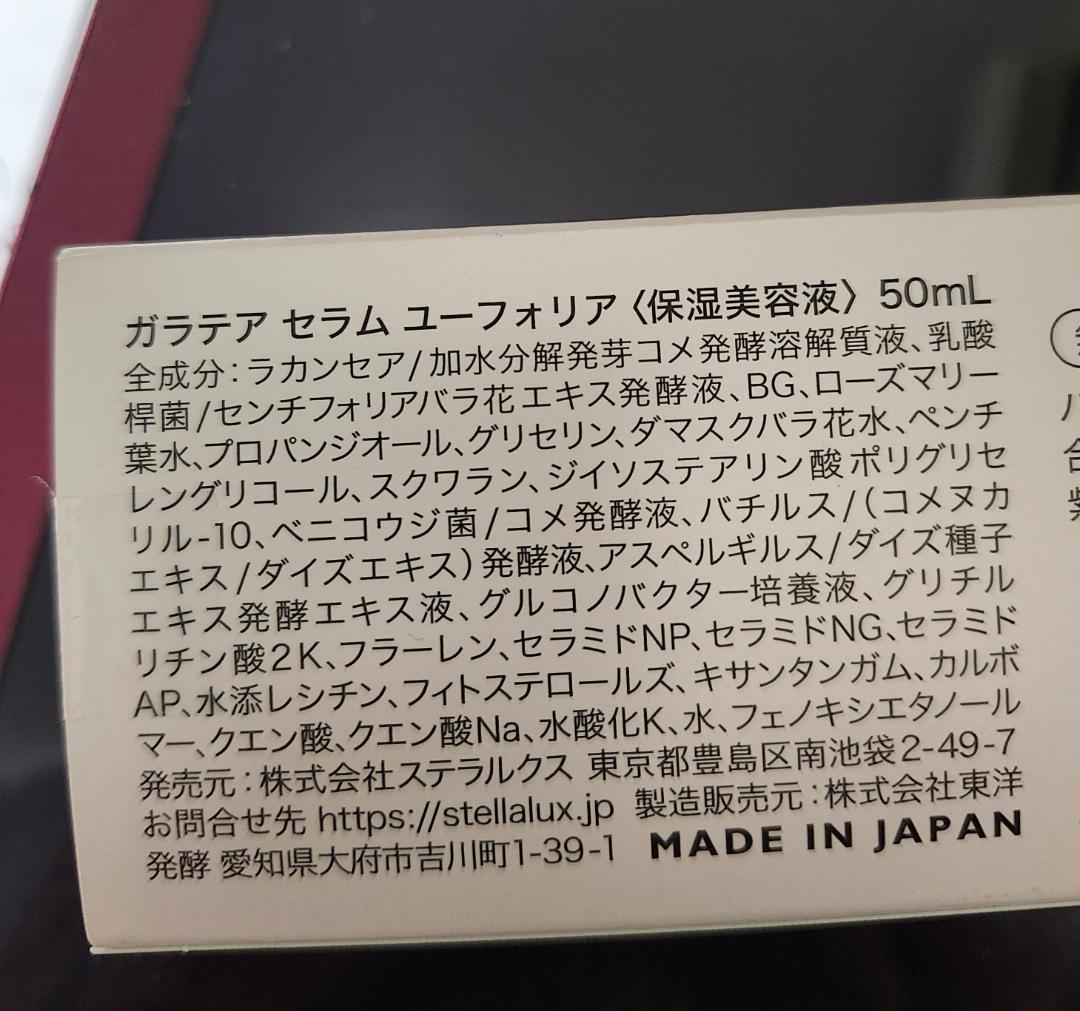 ガラテア セラム ユーフォリア〈保湿美容液〉 50mL
全成分：ラカンセア/加水分解発芽コメ発酵溶解質液、乳酸
桿菌/センチフォリアバラ花エキス発酵液、BG、ローズマリー
葉水、プロパンジオール、グリセリン、ダマスクバラ花水、ペンチ
レングリコール、スクワラン、ジイソステアリン酸ポリグリセ
リル-10、ベニコウジ菌/コメ発酵液、バチルス/（コメヌカ
エキス/ダイズエキス）発酵液、アスペルギルス/ダイズ種子
エキス発酵エキス液、グルコノバクター培養液、グリチル
リチン酸2K、フラーレン、セラミドNP、セラミドNG、セラミド
AP、水添レシチン、フィトステロールズ、キサンタンガム、カルボ
マー、クエン酸、クエン酸Na、水酸化K、水、フェノキシエタノール
発売元：株式会社ステラルクス 東京都豊島区南池袋2-49-7
お問合せ先 https://stellalux.jp 製造販売元：株式会社東洋
発酵 愛知県大府市吉川町1-39-1 MADE IN JAPAN